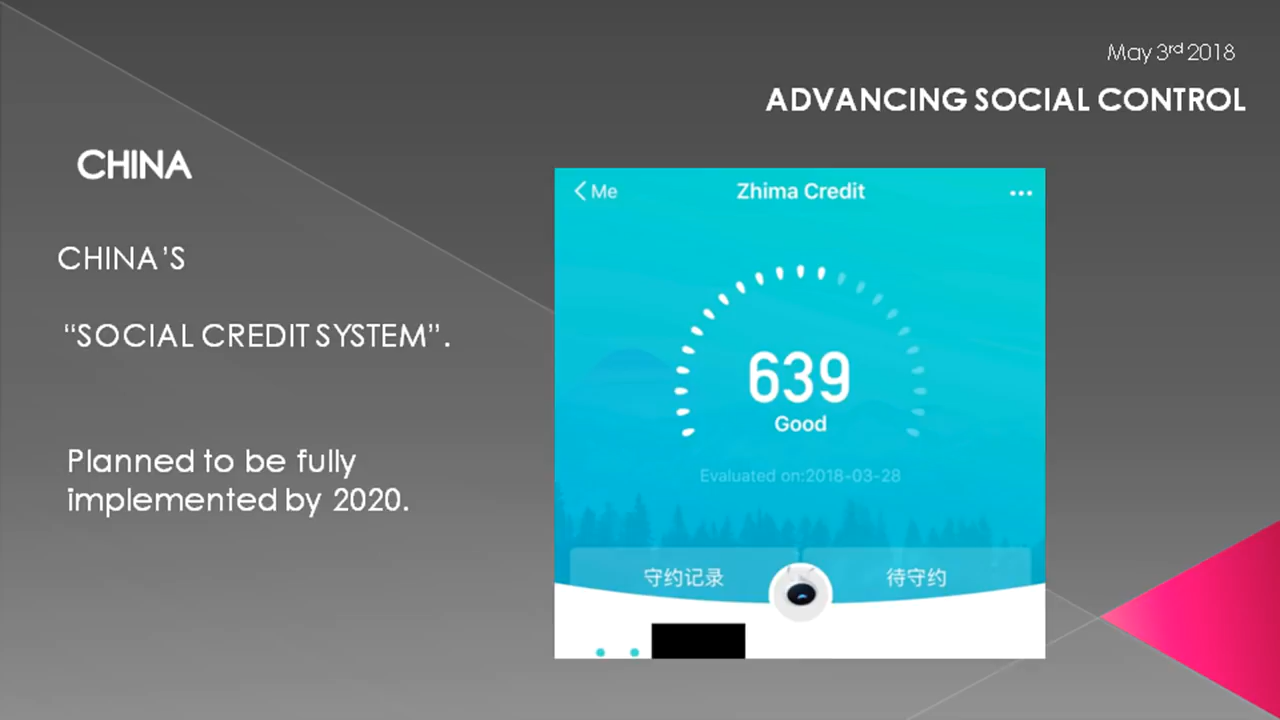 May 3rd 2018
ADVANCING SOCIAL CONTROL
CHINA
CHINA’S
“SOCIAL CREDIT SYSTEM”.
Planned to be fully
implemented by 2020.
Me
Zhima Credit
639
Good
Evaluated on:2018-03-28
守约记录
待守约